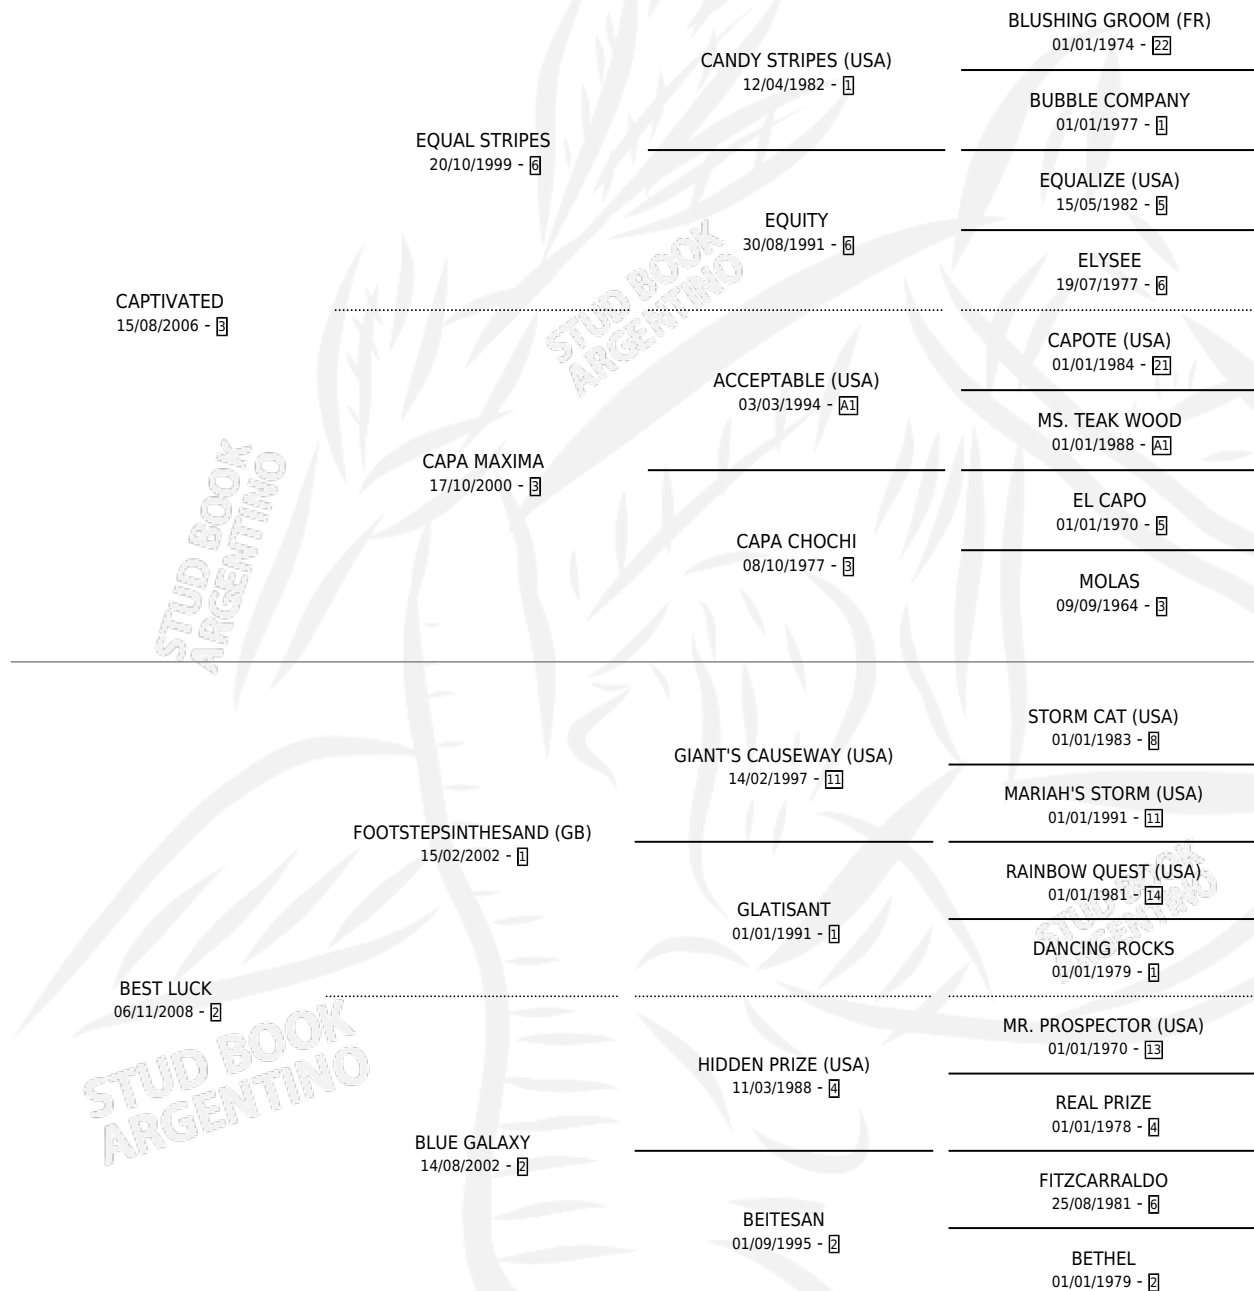 BLUSHING GROOM (FR)
01/01/1974 - 22
CANDY STRIPES (USA)
12/04/1982 - 1
BUBBLE COMPANY
01/01/1977 - 1
EQUAL STRIPES
20/10/1999 - 6
EQUALIZE (USA)
15/05/1982 - 5
EQUITY
30/08/1991 - 6
ELYSEE
19/07/1977 - 6
CAPTIVATED
15/08/2006 - 3
CAPOTE (USA)
01/01/1984 - 21
ACCEPTABLE (USA)
03/03/1994 - A1
MS. TEAK WOOD
01/01/1988 - A1
CAPA MAXIMA
17/10/2000 - 3
EL CAPO
01/01/1970 - 5
CAPA CHOCHI
08/10/1977 - 3
MOLAS
09/09/1964 - 3
STORM CAT (USA)
01/01/1983 - 8
GIANT'S CAUSEWAY (USA)
14/02/1997 - 11
MARIAH'S STORM (USA)
01/01/1991 - 11
FOOTSTEPSINTHESAND (GB)
15/02/2002 - 1
RAINBOW QUEST (USA)
01/01/1981 - 14
GLATISANT
01/01/1991 - 1
DANCING ROCKS
01/01/1979 - 1
BEST LUCK
06/11/2008 - 2
MR. PROSPECTOR (USA)
01/01/1970 - 13
HIDDEN PRIZE (USA)
11/03/1988 - 4
REAL PRIZE
01/01/1978 - 4
BLUE GALAXY
14/08/2002 - 2
FITZCARRALDO
25/08/1981 - 6
BEITESAN
01/09/1995 - 2
BETHEL
01/01/1979 - 2
STUD BOOK
ARGENTINO
STUD BOOK
ARGENTINO
STUD BOOK
ARGENTINO
STUD BOOK
ARGENTINO